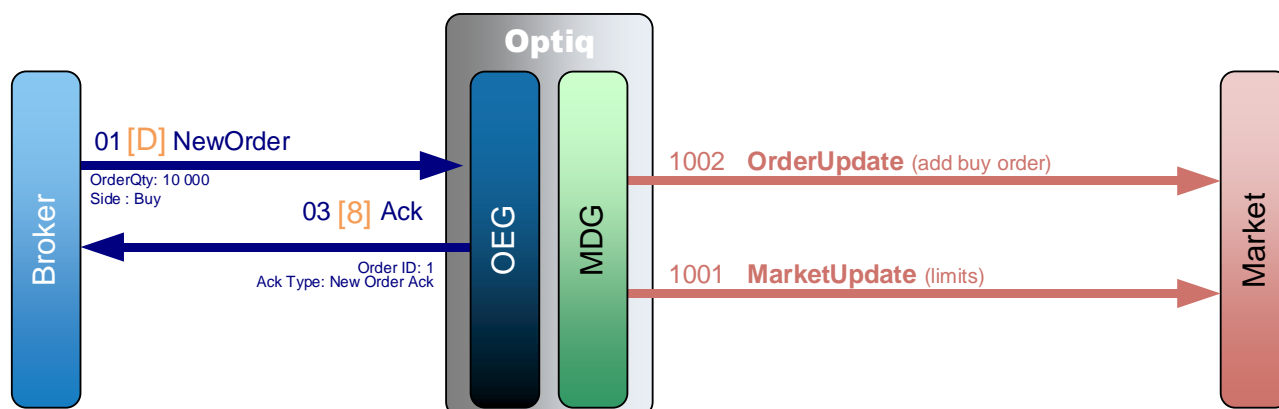 Optiq
Broker
01 [D] NewOrder
OrderQty: 10 000
Side : Buy
03 [8] Ack
Order ID: 1
Ack Type: New Order Ack
OEG
MDG
1002 OrderUpdate (add buy order)
1001 MarketUpdate (limits)
Market